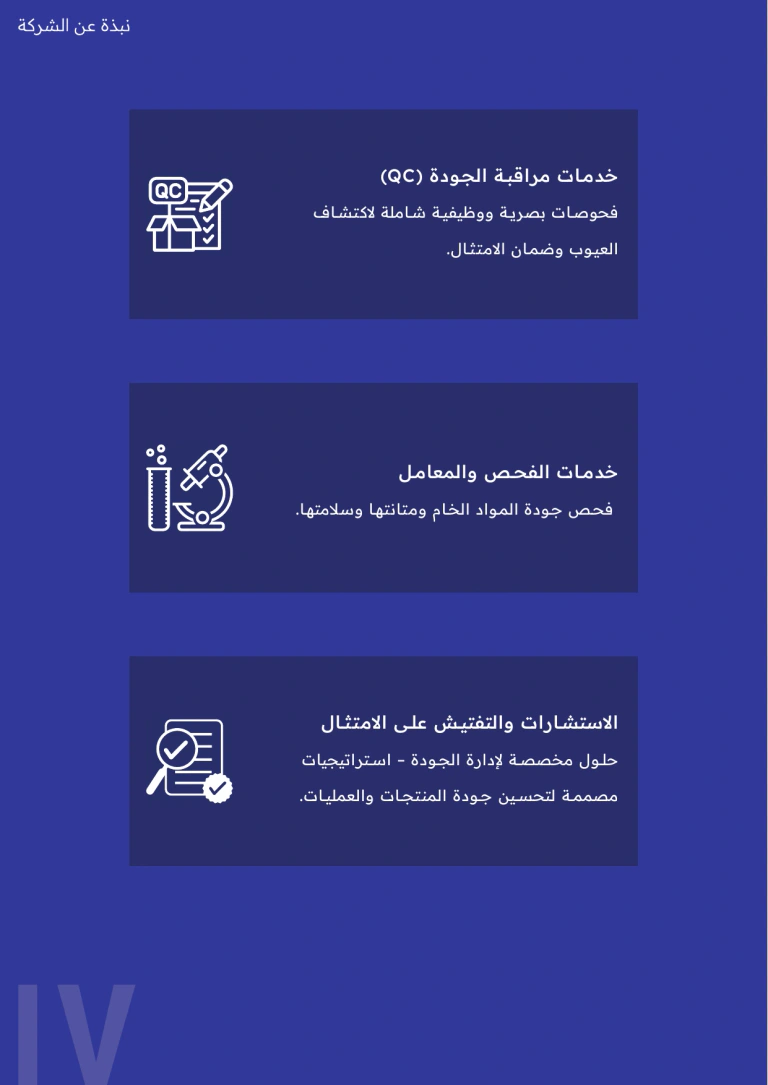 نبذة عن الشركة
خدمات مراقبة الجودة (QC)
فحوصات بصرية ووظيفية شاملة لاكتشاف
العيوب وضمان الامتثال.
QC
خدمات الفحص والمعامل
فحص جودة المواد الخام ومتانتها وسلامتها.
الاستشارات والتفتيش على الامتثال
حلول مخصصة لإدارة الجودة - استراتيجيات
مصممة لتحسين جودة المنتجات والعمليات.
IV